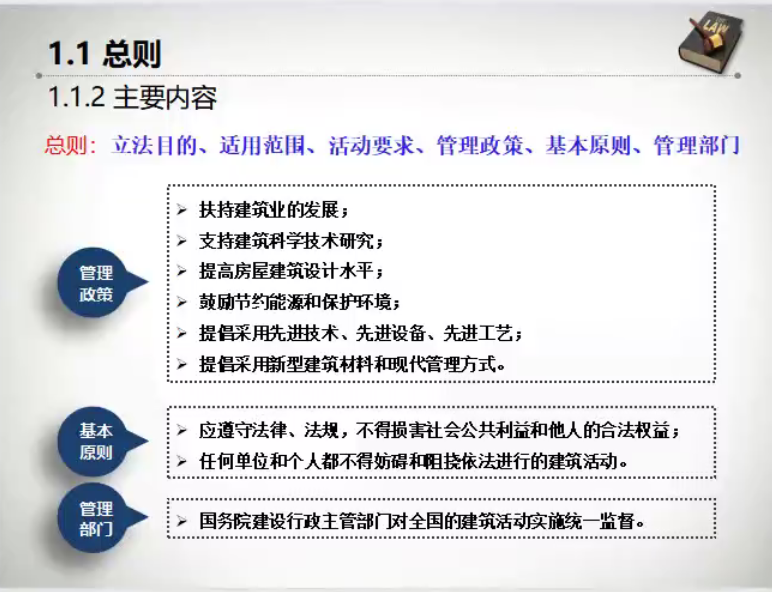 1.1 总则
LAW
1.1.2 主要内容
总则：立法目的、适用范围、活动要求、管理政策、基本原则、管理部门
管理
政策
扶持建筑业的发展；
支持建筑科学技术研究；
提高房屋建筑设计水平；
鼓励节约能源和保护环境；
提倡采用先进技术、先进设备、先进工艺；
提倡采用新型建筑材料和现代管理方式。
基本
原则
应遵守法律、法规，不得损害社会公共利益和他人的合法权益；
任何单位和个人都不得妨碍和阻挠依法进行的建筑活动。
管理
部门
国务院建设行政主管部门对全国的建筑活动实施统一监督。